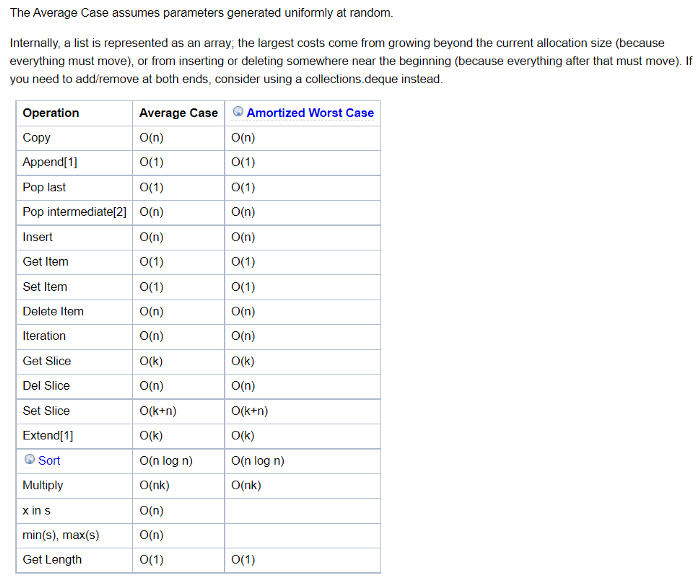 The Average Case assumes parameters generated uniformly at random.
Internally, a list is represented as an array; the largest costs come from growing beyond the current allocation size (because
everything must move), or from inserting or deleting somewhere near the beginning (because everything after that must move). If
you need to add/remove at both ends, consider using a collections.deque instead.
Operation Average Case Amortized Worst Case
Copy O(n) O(n)
Append[1] O(1) O(1)
Pop last O(1) O(1)
Pop intermediate[2] O(n) O(n)
Insert O(n) O(n)
Get Item O(1) O(1)
Set Item O(1) O(1)
Delete Item O(n) O(n)
Iteration O(n) O(n)
Get Slice O(k) O(k)
Del Slice O(n) O(n)
Set Slice O(k+n) O(k+n)
Extend[1] O(k) O(k)
Sort O(n log n) O(n log n)
Multiply O(nk) O(nk)
x in s O(n)
min(s), max(s) O(n)
Get Length O(1) O(1)